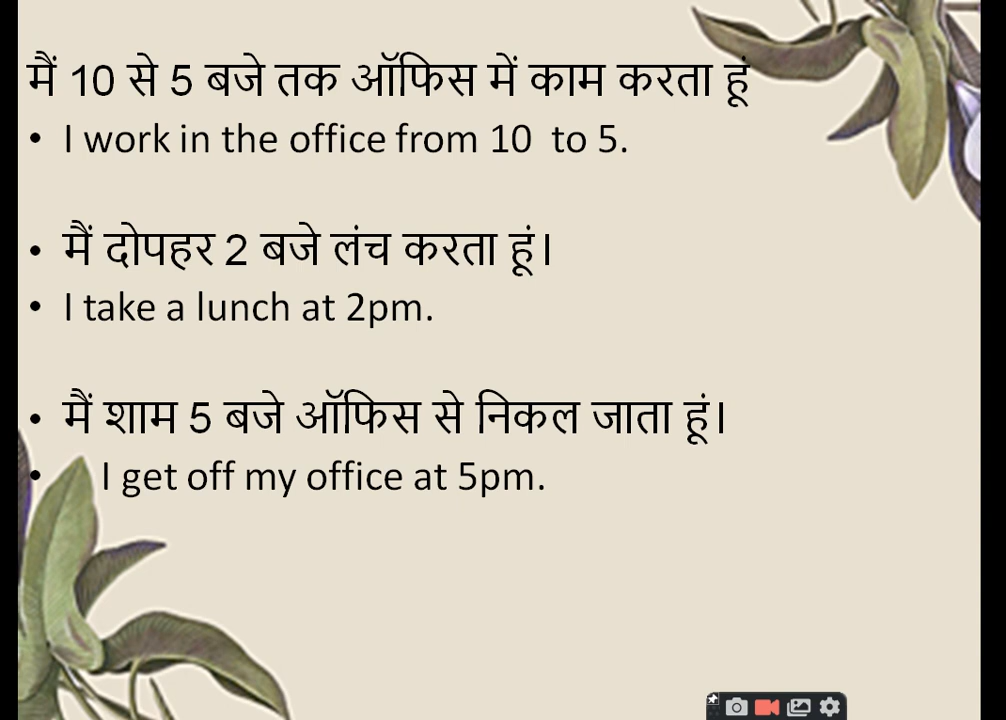 मैं 10 से 5 बजे तक ऑफिस में काम करता हूं
• I work in the office from 10  to 5.
• मैं दोपहर 2 बजे लंच करता हूं।
• I take a lunch at 2pm.
• मैं शाम 5 बजे ऑफिस से निकल जाता हूं।
• I get off my office at 5pm.